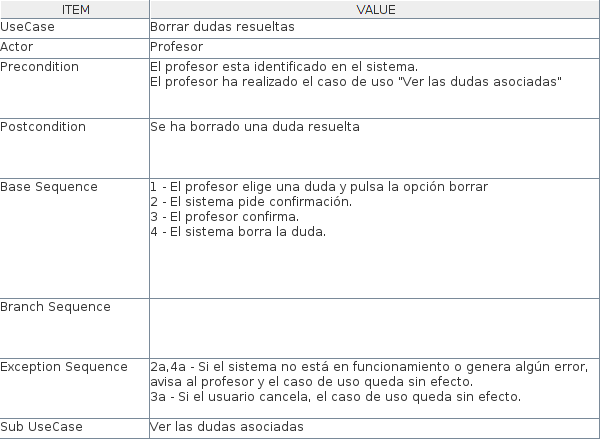 ITEM VALUE
UseCase Borrar dudas resueltas
Actor Profesor
Precondition El profesor esta identificado en el sistema.
El profesor ha realizado el caso de uso "Ver las dudas asociadas"
Postcondition Se ha borrado una duda resuelta
Base Sequence 1 - El profesor elige una duda y pulsa la opción borrar
2 - El sistema pide confirmación.
3 - El profesor confirma.
4 - El sistema borra la duda.
Branch Sequence
Exception Sequence 2a,4a - Si el sistema no está en funcionamiento o genera algún error,
avisa al profesor y el caso de uso queda sin efecto.
3a - Si el usuario cancela, el caso de uso queda sin efecto.
Sub UseCase Ver las dudas asociadas